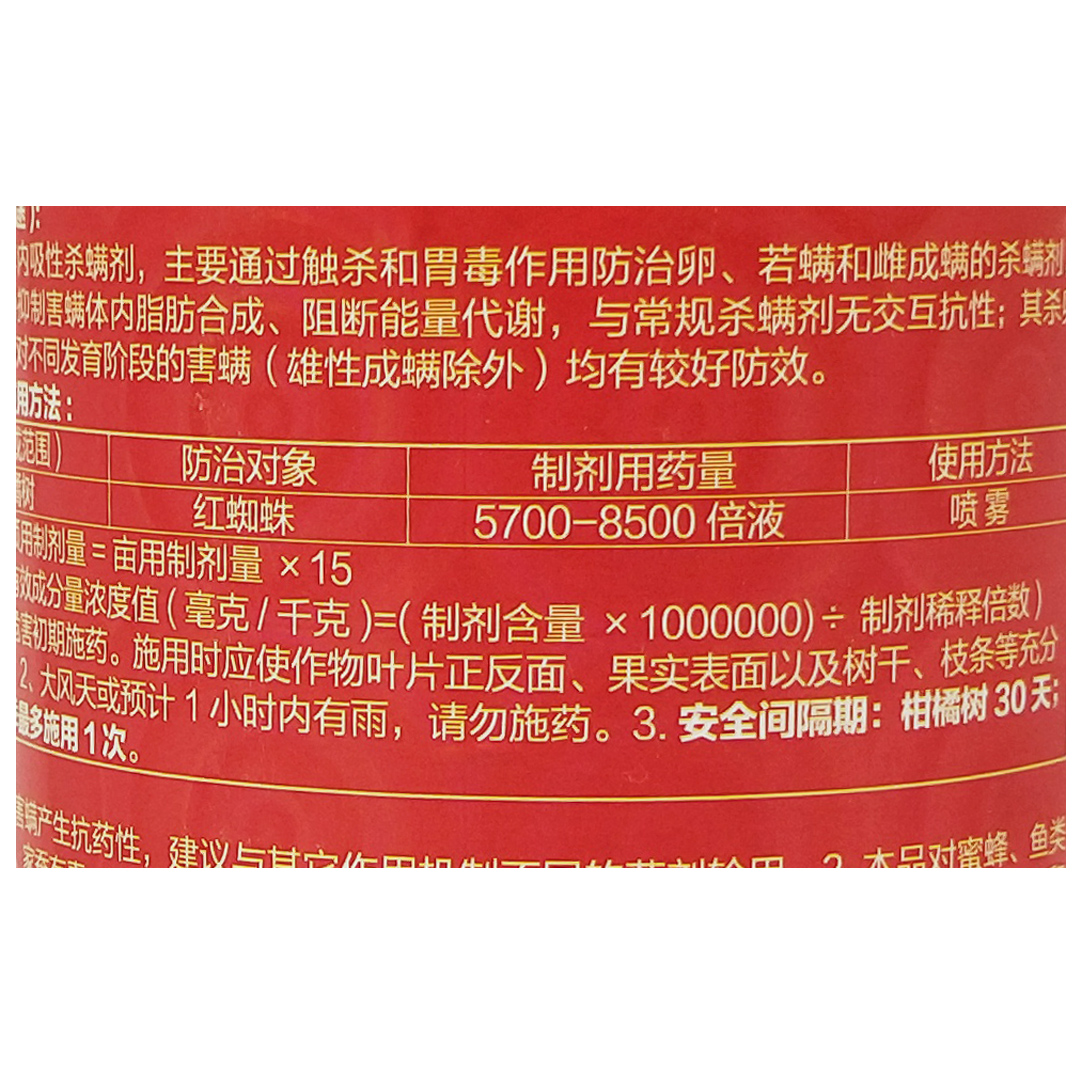 途）：
内吸性杀螨剂，主要通过触杀和胃毒作用防治卵、若螨和雌成螨的杀螨剂
抑制害螨体内脂肪合成、阻断能量代谢，与常规杀螨剂无交互抗性；其杀
对不同发育阶段的害螨（雄性成螨除外）均有较好防效。
用方法：
范围） 防治对象 制剂用药量 使用方法
树 红蜘蛛 5700-8500 倍液 喷雾
用制剂量＝亩用制剂量 ×15
效成分量浓度值（毫克/千克)=(制剂含量 ×1000000)÷ 制剂稀释倍数）
害初期施药。施用时应使作物叶片正反面、果实表面以及树干、枝条等充分
2、大风天或预计 1 小时内有雨，请勿施药。3. 安全间隔期：柑橘树 30 天；
最多施用 1 次。
害螨产生抗药性，建议与其它作用机制不同的药剂轮用。2. 本品对蜜蜂、鱼类